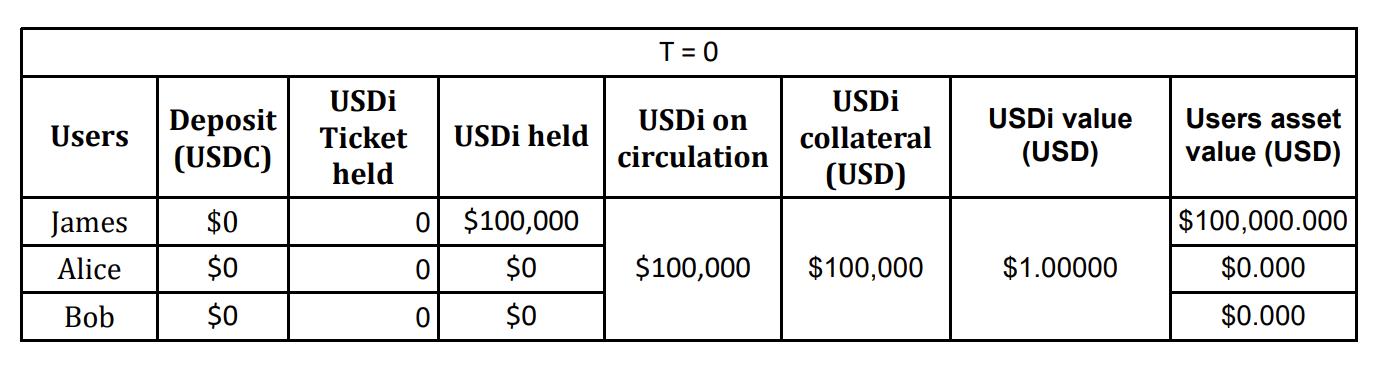 T = 0
Users
Deposit
(USDC)
USDi
Ticket
held
USDi held
USDi on
circulation
USDi
collateral
(USD)
USDi value
(USD)
Users asset
value (USD)
James $0 0 $100,000 $100,000.000
Alice $0 0 $0 $100,000 $100,000 $1.00000 $0.000
Bob $0 0 $0 $0.000